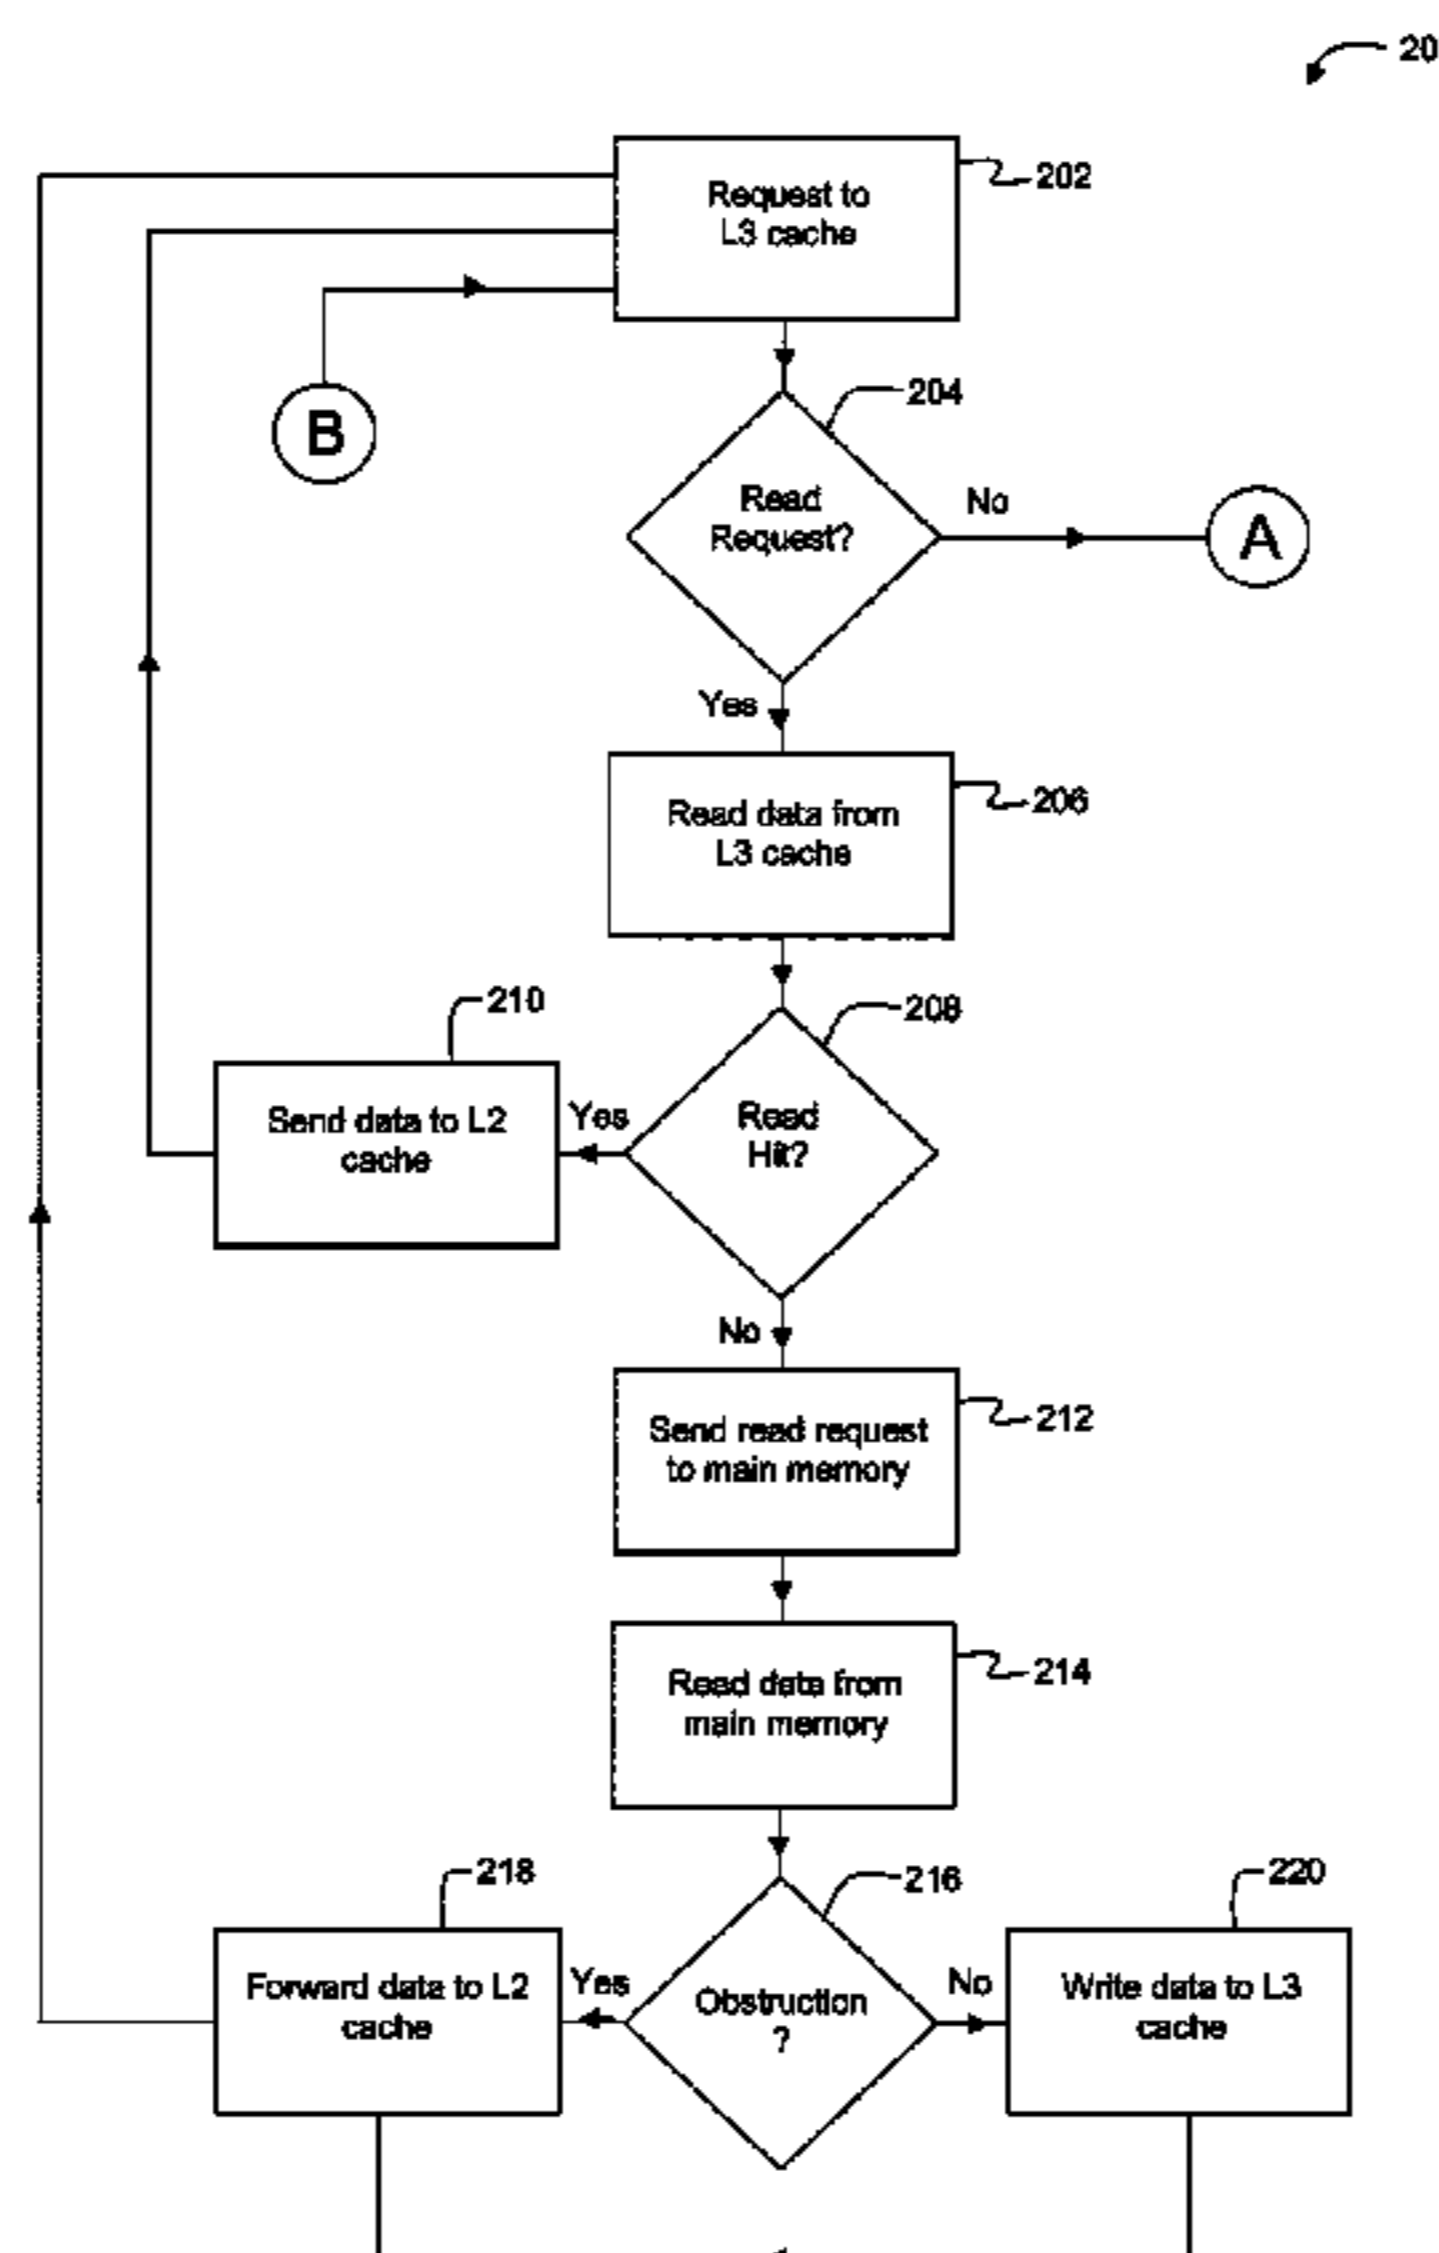 20
Request to
L3 cache
202
B
204
Read
Request?
No
A
Yes
Read data from
L3 cache
206
210
208
Send data to L2
cache
Yes
Read
Hit?
No
Send read request
to main memory
212
Read data from
main memory
214
218
216
220
Forward data to L2
cache
Yes
Obstruction
?
No
Write data to L3
cache